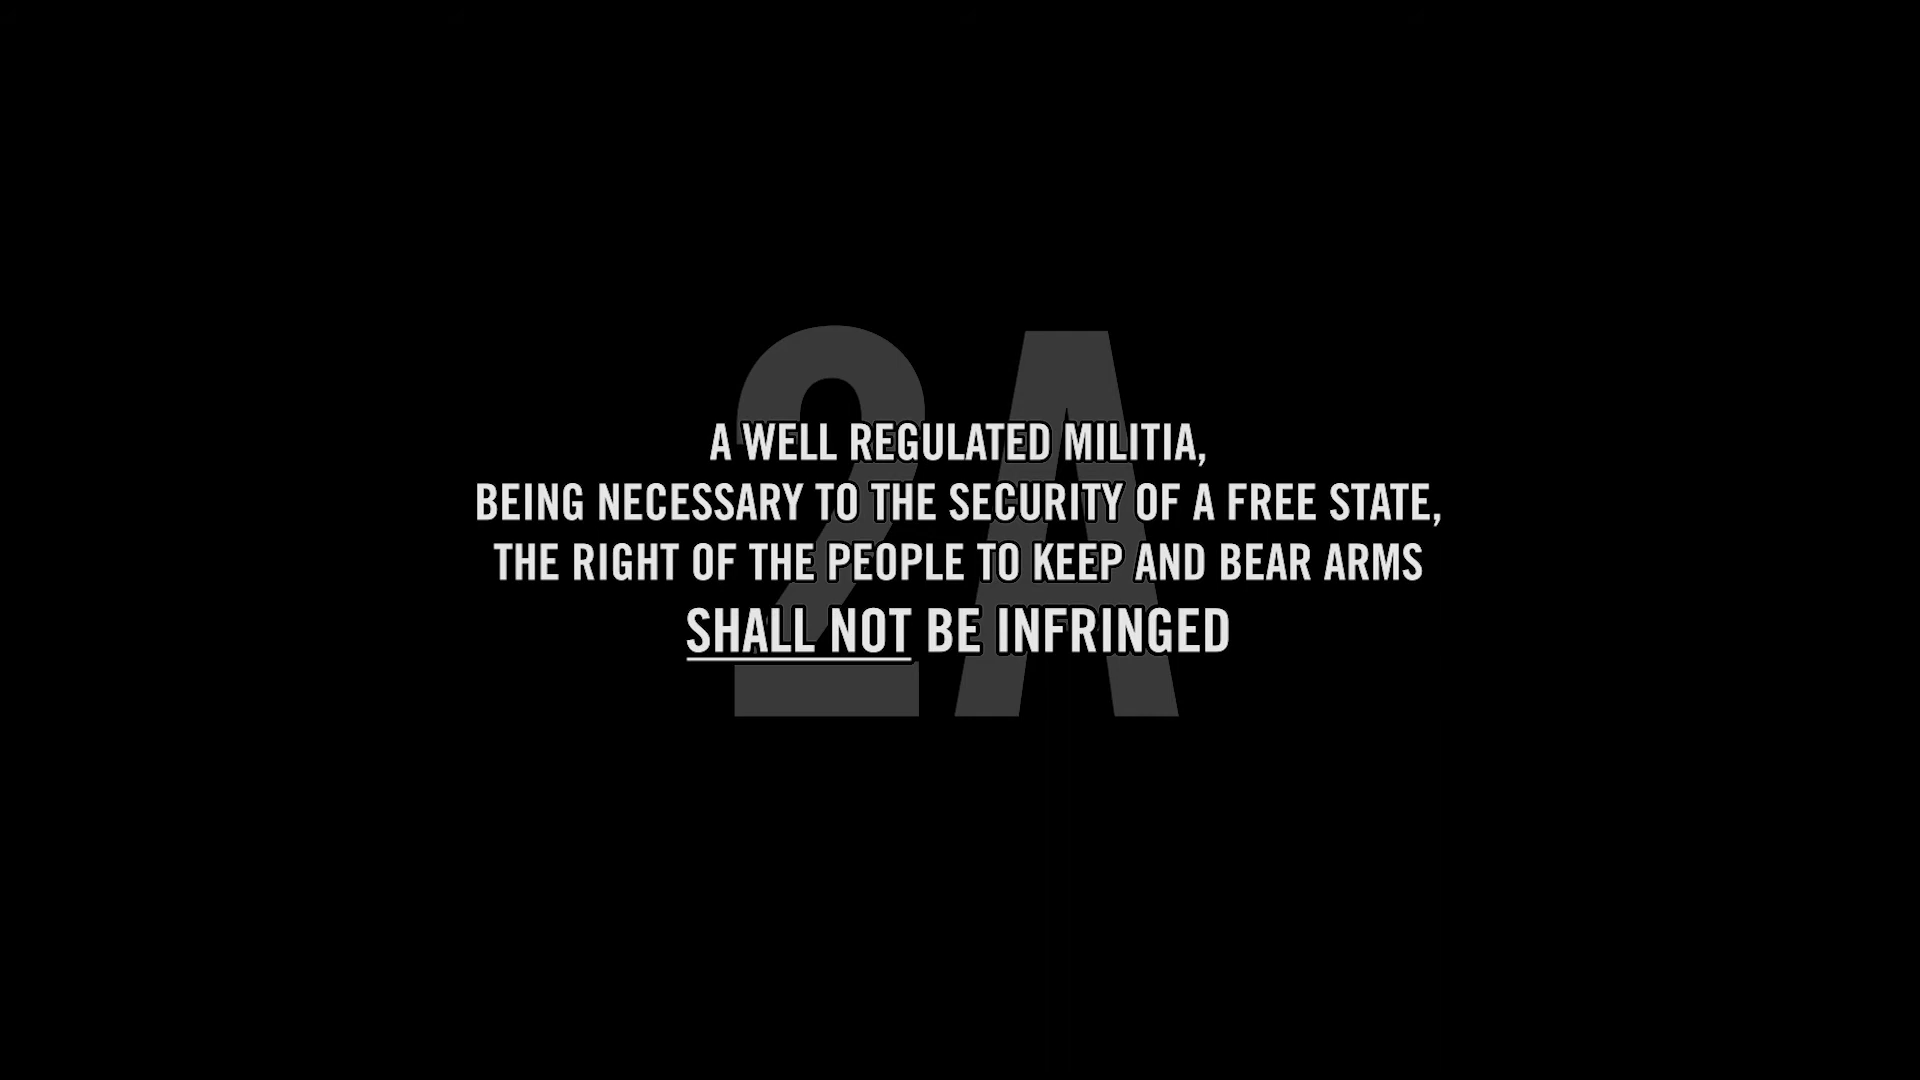 2A
A WELL REGULATED MILITIA,
BEING NECESSARY TO THE SECURITY OF A FREE STATE,
THE RIGHT OF THE PEOPLE TO KEEP AND BEAR ARMS
SHALL NOT BE INFRINGED